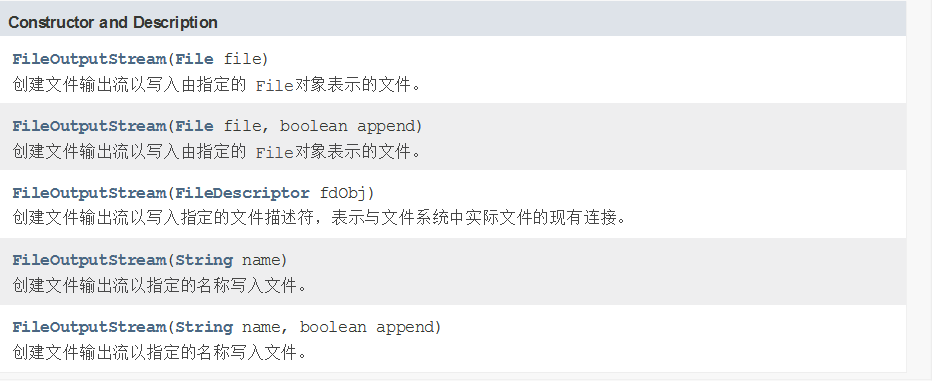 Constructor and Description
FileOutputStream(File file)
创建文件输出流以写入由指定的 File对象表示的文件。
FileOutputStream(File file, boolean append)
创建文件输出流以写入由指定的 File对象表示的文件。
FileOutputStream(FileDescriptor fdObj)
创建文件输出流以写入指定的文件描述符，表示与文件系统中实际文件的现有连接。
FileOutputStream(String name)
创建文件输出流以指定的名称写入文件。
FileOutputStream(String name, boolean append)
创建文件输出流以指定的名称写入文件。